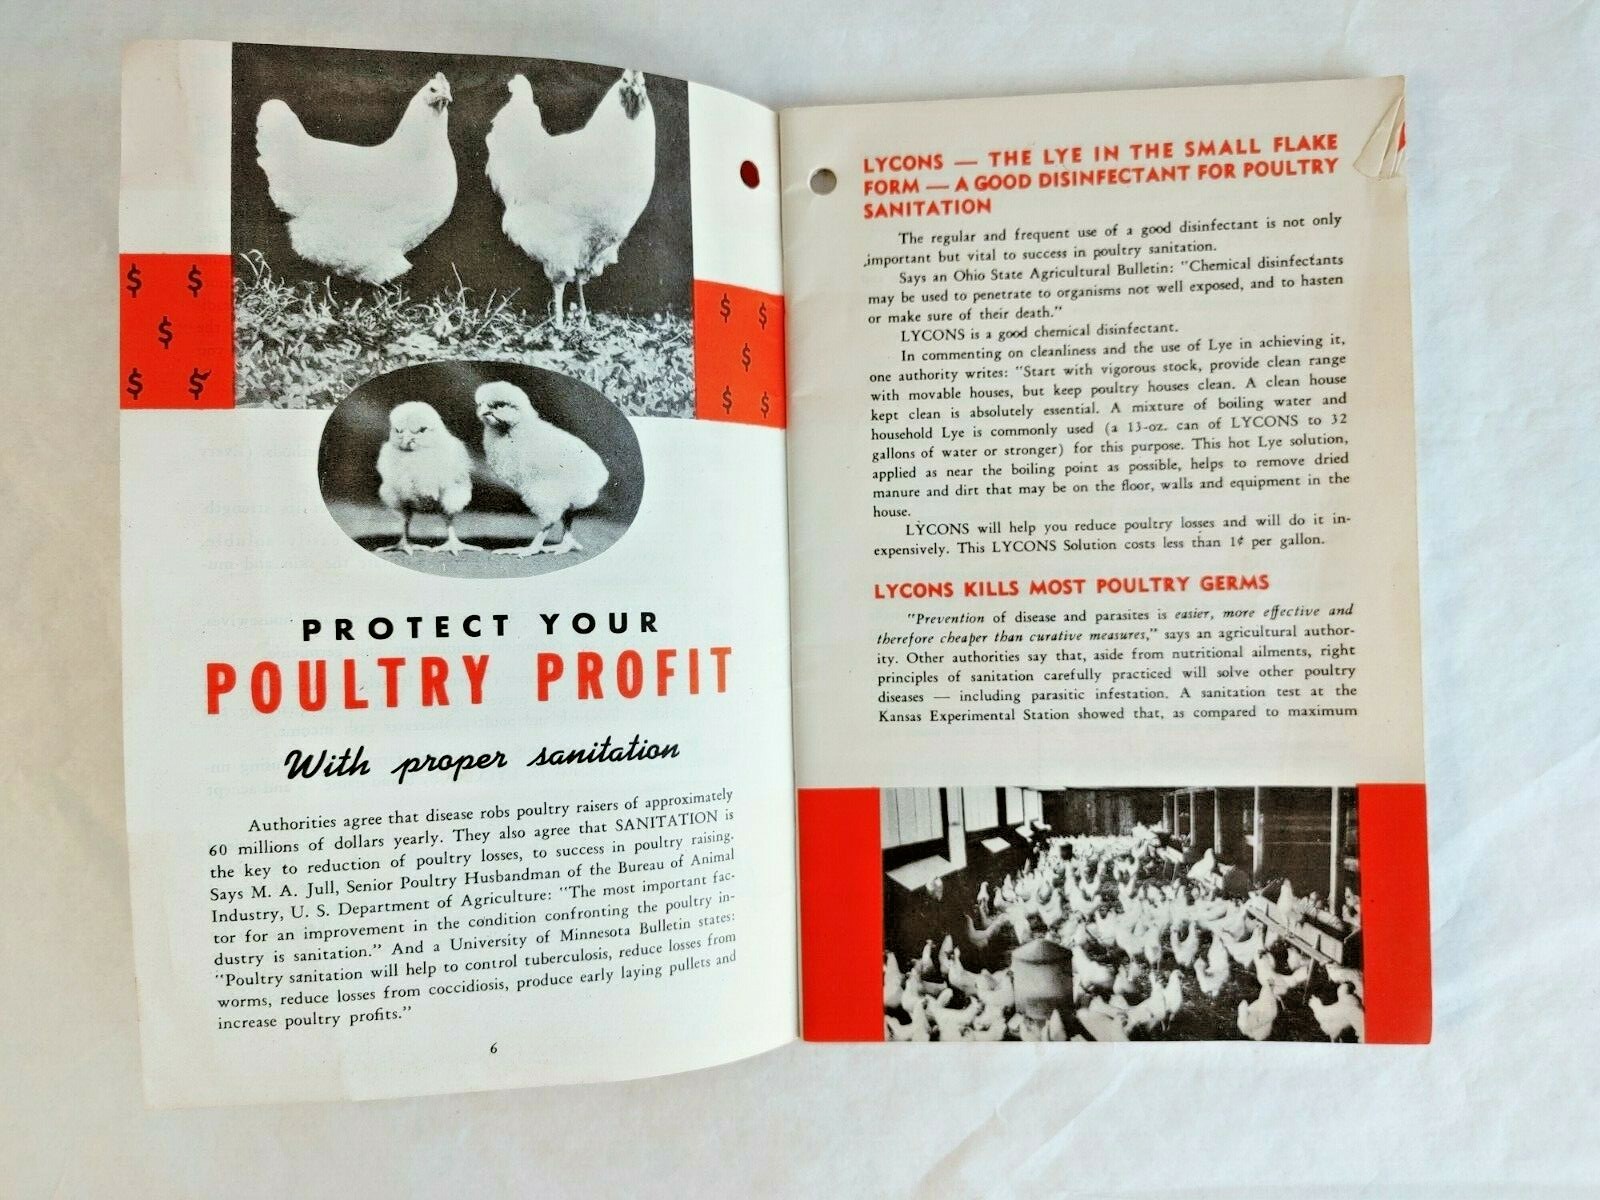 $ $
$
$ $
$ $
$
$ $
PROTECT YOUR
POULTRY PROFIT
With proper sanitation
Authorities agree that disease robs poultry raisers of approximately
60 millions of dollars yearly. They also agree that SANITATION is
the key to reduction of poultry losses, to success in poultry raising.
Says M. A. Jull, Senior Poultry Husbandman of the Bureau of Animal
Industry, U. S. Department of Agriculture: "The most important fac-
tor for an improvement in the condition confronting the poultry in-
dustry is sanitation." And a University of Minnesota Bulletin states:
"Poultry sanitation will help to control tuberculosis, reduce losses from
worms, reduce losses from coccidiosis, produce early laying pullets and
increase poultry profits."
6
LYCONS — THE LYE IN THE SMALL FLAKE
FORM — A GOOD DISINFECTANT FOR POULTRY
SANITATION
The regular and frequent use of a good disinfectant is not only
important but vital to success in poultry sanitation.
Says an Ohio State Agricultural Bulletin: "Chemical disinfectants
may be used to penetrate to organisms not well exposed, and to hasten
or make sure of their death."
LYCONS is a good chemical disinfectant.
In commenting on cleanliness and the use of Lye in achieving it,
one authority writes: "Start with vigorous stock, provide clean range
with movable houses, but keep poultry houses clean. A clean house
kept clean is absolutely essential. A mixture of boiling water and
household Lye is commonly used (a 13-oz. can of LYCONS to 32
gallons of water or stronger) for this purpose. This hot Lye solution,
applied as near the boiling point as possible, helps to remove dried
manure and dirt that may be on the floor, walls and equipment in the
house.
LYCONS will help you reduce poultry losses and will do it in-
expensively. This LYCONS Solution costs less than 1¢ per gallon.
LYCONS KILLS MOST POULTRY GERMS
"Prevention of disease and parasites is easier, more effective and
therefore cheaper than curative measures," says an agricultural author-
ity. Other authorities say that, aside from nutritional ailments, right
principles of sanitation carefully practiced will solve other poultry
diseases — including parasitic infestation. A sanitation test at the
Kansas Experimental Station showed that, as compared to maximum